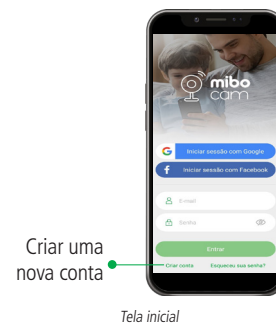 mibo
cam
Iniciar sessão com Google
Iniciar sessão com Facebook
E-mail
Senha
Entrar
Criar conta Esqueceu sua senha?
Criar uma
nova conta
Tela inicial